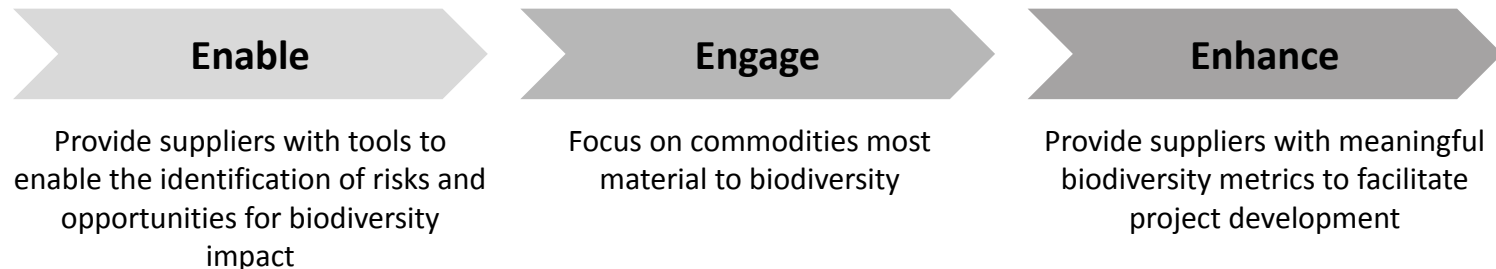 Enable
Provide suppliers with tools to
enable the identification of risks and
opportunities for biodiversity
impact
Engage
Focus on commodities most
material to biodiversity
Enhance
Provide suppliers with meaningful
biodiversity metrics to facilitate
project development